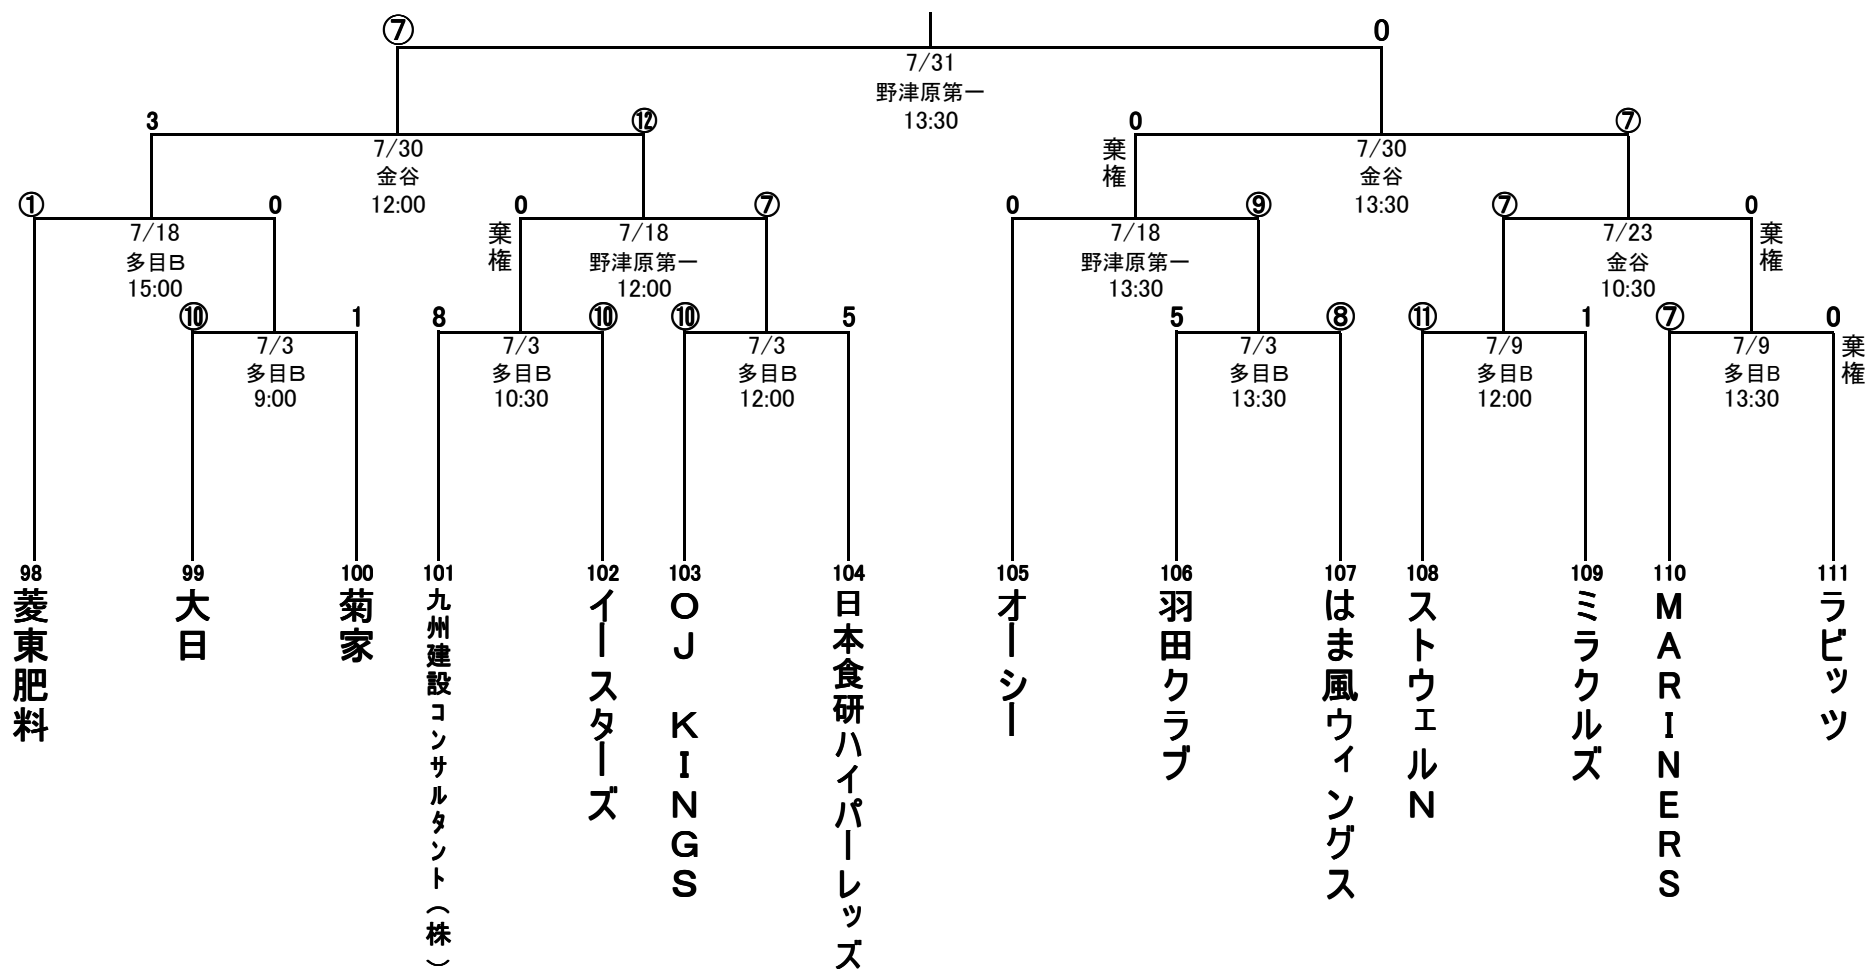 ⑦
0
7/31
野津原第一
13:30
3
⑫
7/30
金谷
12:00
0
棄権
⑦
7/30
金谷
13:30
①
0
7/18
多目B
15:00
0
棄権
⑦
7/18
野津原第一
12:00
0
⑨
7/18
野津原第一
13:30
⑦
0
棄権
7/23
金谷
10:30
⑩
1
7/3
多目B
9:00
8
⑩
7/3
多目B
10:30
⑩
5
7/3
多目B
12:00
5
⑧
7/3
多目B
13:30
⑪
1
7/9
多目B
12:00
⑦
0
棄権
7/9
多目B
13:30
98
菱東肥料
99
大日
100
菊家
101
九州建設コンサルタント(株)
102
イースターズ
103
OJ KINGS
104
日本食研ハイパーレッズ
105
オーシー
106
羽田クラブ
107
はま風ウィングス
108
ストウェルN
109
ミラクルズ
110
MARINERS
111
ラビッツ